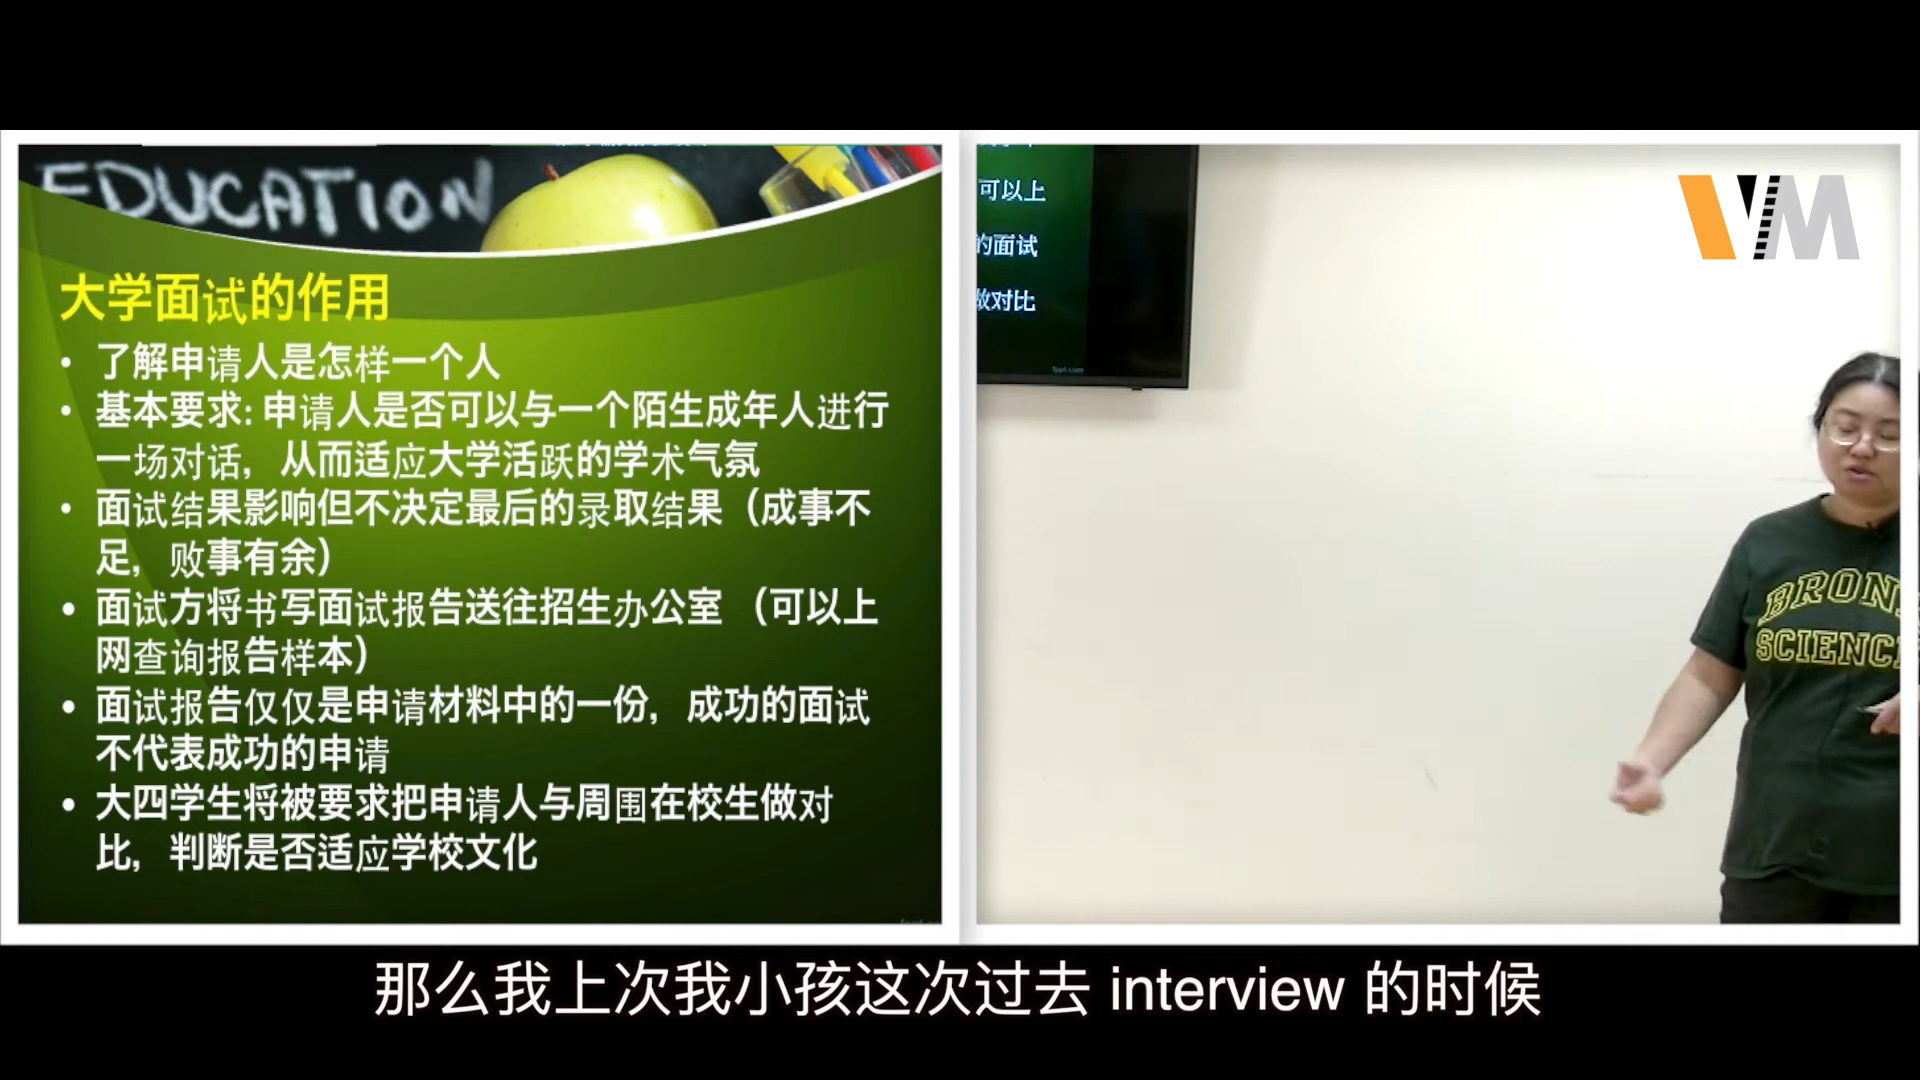 EDUCATION
大学面试的作用
• 了解申请人是怎样一个人
• 基本要求: 申请人是否可以与一个陌生成年人进行
一场对话，从而适应大学活跃的学术气氛
• 面试结果影响但不决定最后的录取结果（成事不
足，败事有余）
• 面试方将书写面试报告送往招生办公室 （可以上
网查询报告样本）
• 面试报告仅仅是申请材料中的一份，成功的面试
不代表成功的申请
• 大四学生将被要求把申请人与周围在校生做对
比，判断是否适应学校文化
可以上
的面试
做对比
fppt.com
VM
BRON
SCIENC
那么我上次我小孩这次过去 interview 的时候